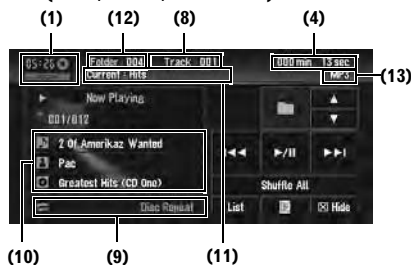 (1) (12) (8) (4)
05:26 Folder : 004 Track : 001 000 min 13 sec
Current : Hits MP3 (13)
Now Playing
001/012
2 Of Amerikaz Wanted
Pac
Greatest Hits (CD One) Shuffle All
Disc Repeat List Hide
(10) (9) (11)